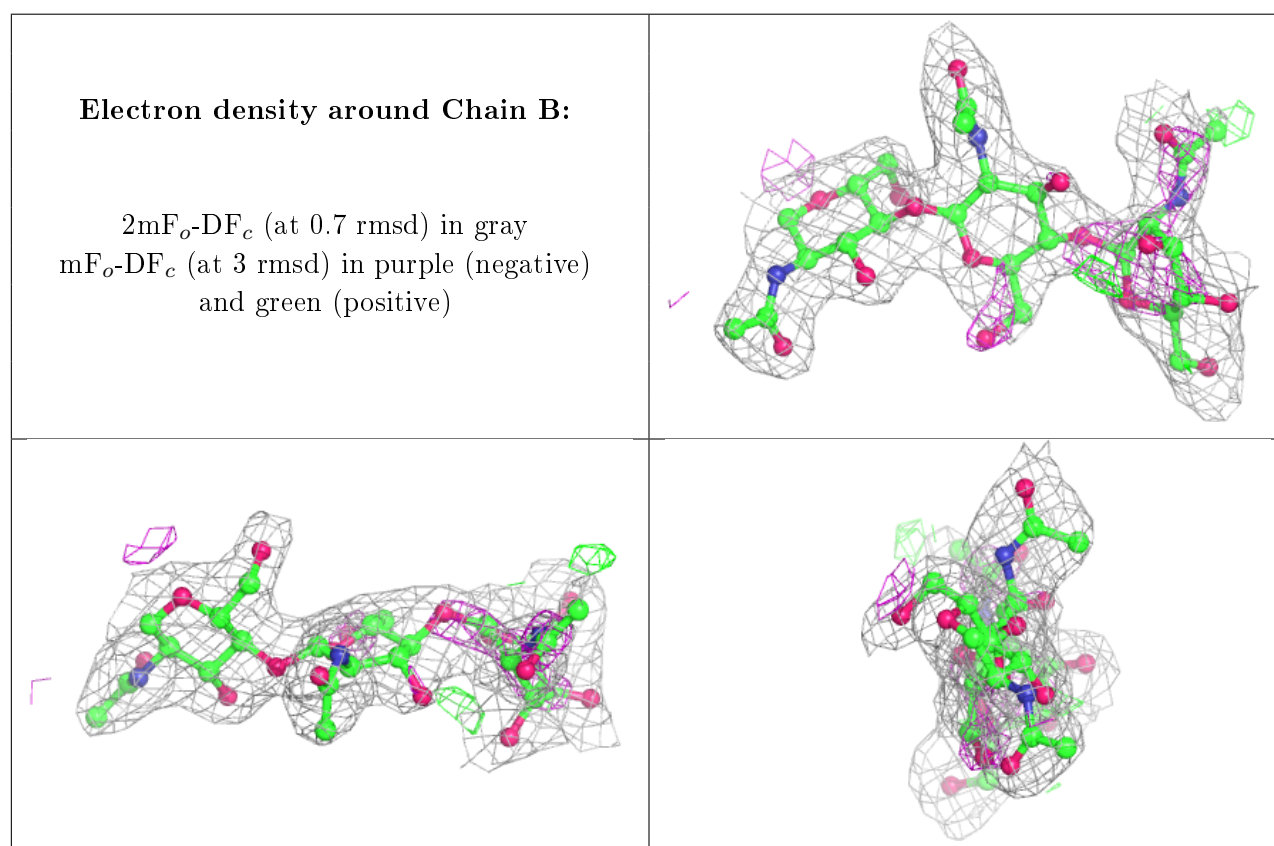 Electron density around Chain B:
2mFₒ-DF𝒸 (at 0.7 rmsd) in gray
mFₒ-DF𝒸 (at 3 rmsd) in purple (negative)
and green (positive)